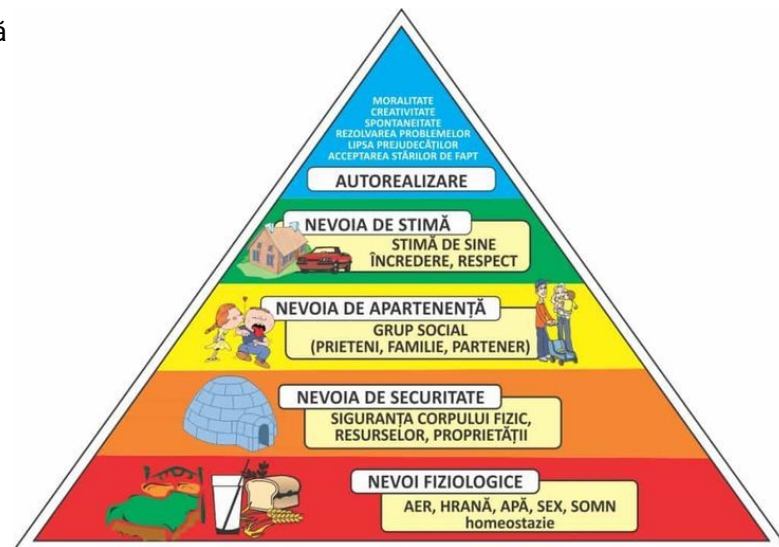 ă
MORALITATE
CREATIVITATE
SPONTANEITATE
REZOLVAREA PROBLEMELOR
LIPSA PREJUDECĂȚILOR
ACCEPTAREA STĂRILOR DE FAPT
AUTOREALIZARE
NEVOIA DE STIMĂ
STIMĂ DE SINE
ÎNCREDERE, RESPECT
NEVOIA DE APARTENENȚĂ
GRUP SOCIAL
(PRIETENI, FAMILIE, PARTENER)
NEVOIA DE SECURITATE
SIGURANȚA CORPULUI FIZIC,
RESURSELOR, PROPRIETĂȚII
NEVOI FIZIOLOGICE
AER, HRANĂ, APĂ, SEX, SOMN
homeostazie